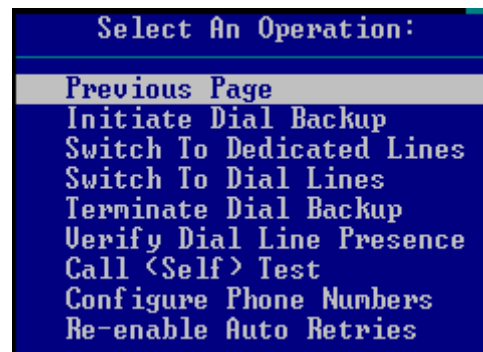 Select An Operation:
Previous Page
Initiate Dial Backup
Switch To Dedicated Lines
Switch To Dial Lines
Terminate Dial Backup
Verify Dial Line Presence
Call <Self> Test
Configure Phone Numbers
Re-enable Auto Retries